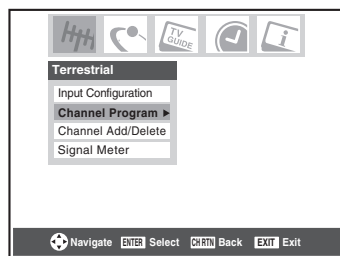 TV GUIDE
Terrestrial
Input Configuration
Channel Program ►
Channel Add/Delete
Signal Meter
Navigate ENTER Select CH RTN Back EXIT Exit